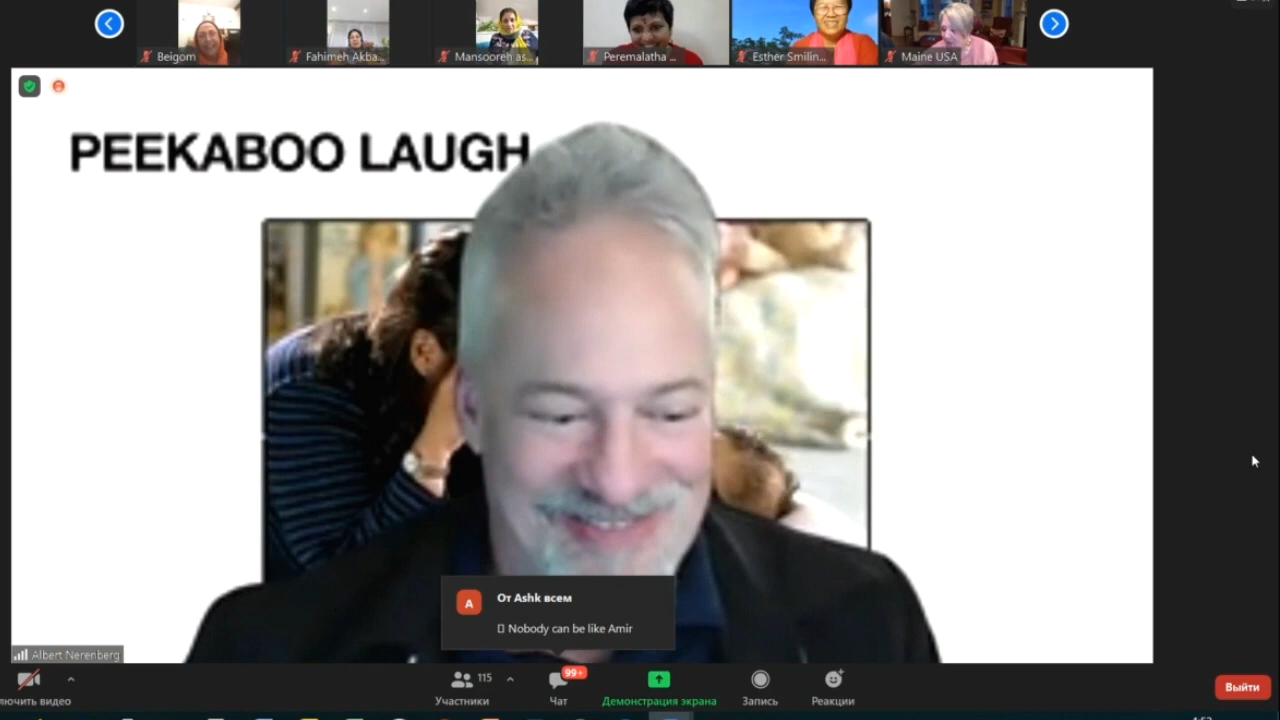 Beigom
Fahimeh Akba...
Mansooreh as...
Peremalatha ...
Esther Smilin...
Maine USA
PEEKABOO LAUGH
A
От Ashk всем
Nobody can be like Amir
Albert Nerenberg
лючить видео
115
Участники
99+
Чат
Демонстрация экрана
Запись
Реакции
Выйти